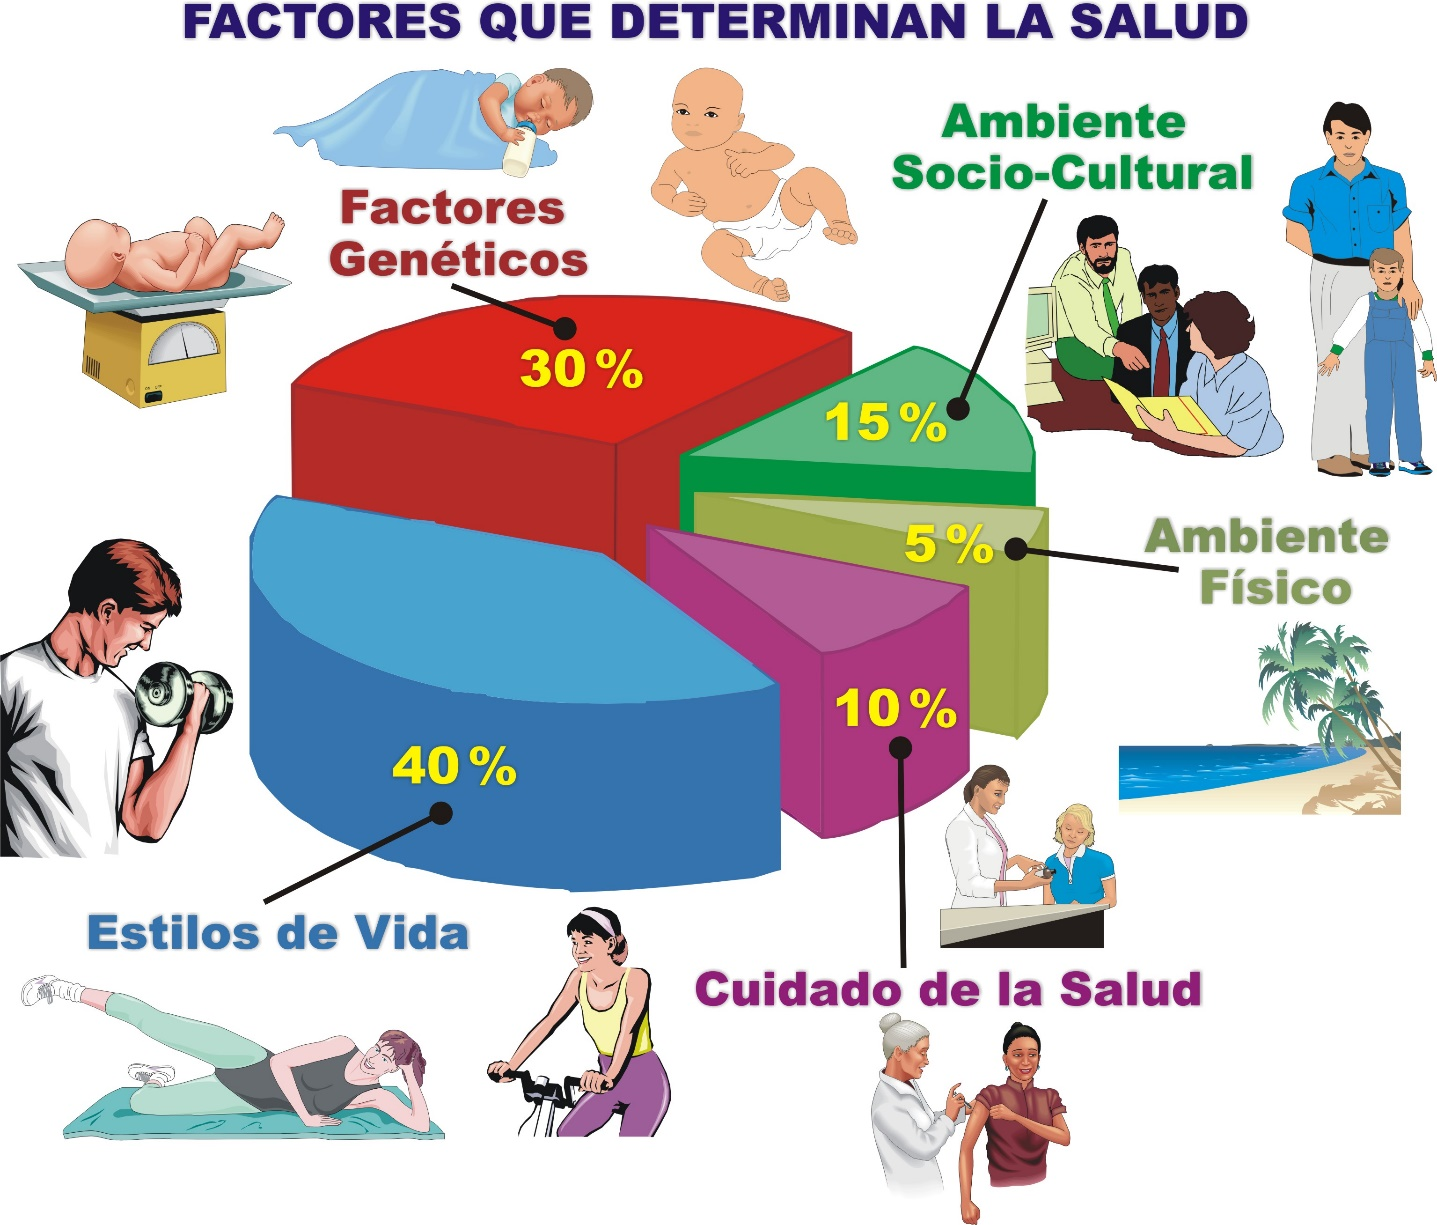 FACTORES QUE DETERMINAN LA SALUD
Factores
Genéticos
30 %
Ambiente
Socio-Cultural
15 %
Ambiente
Físico
5 %
10 %
Cuidado de la Salud
40 %
Estilos de Vida